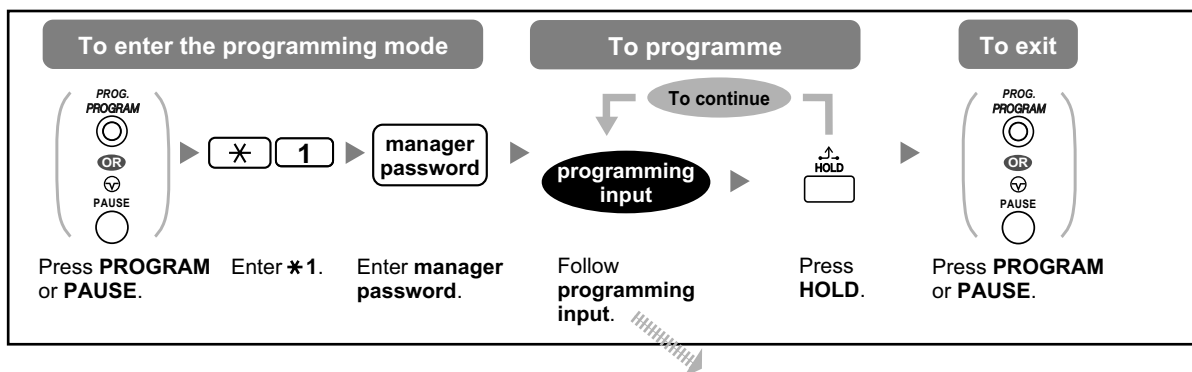 To enter the programming mode
To programme
To exit
To continue
PROG.
PROGRAM
OR
PAUSE
✳
1
manager
password
programming
input
HOLD
PROG.
PROGRAM
OR
PAUSE
Press PROGRAM
or PAUSE.
Enter ✳1.
Enter manager
password.
Follow
programming
input.
Press
HOLD.
Press PROGRAM
or PAUSE.